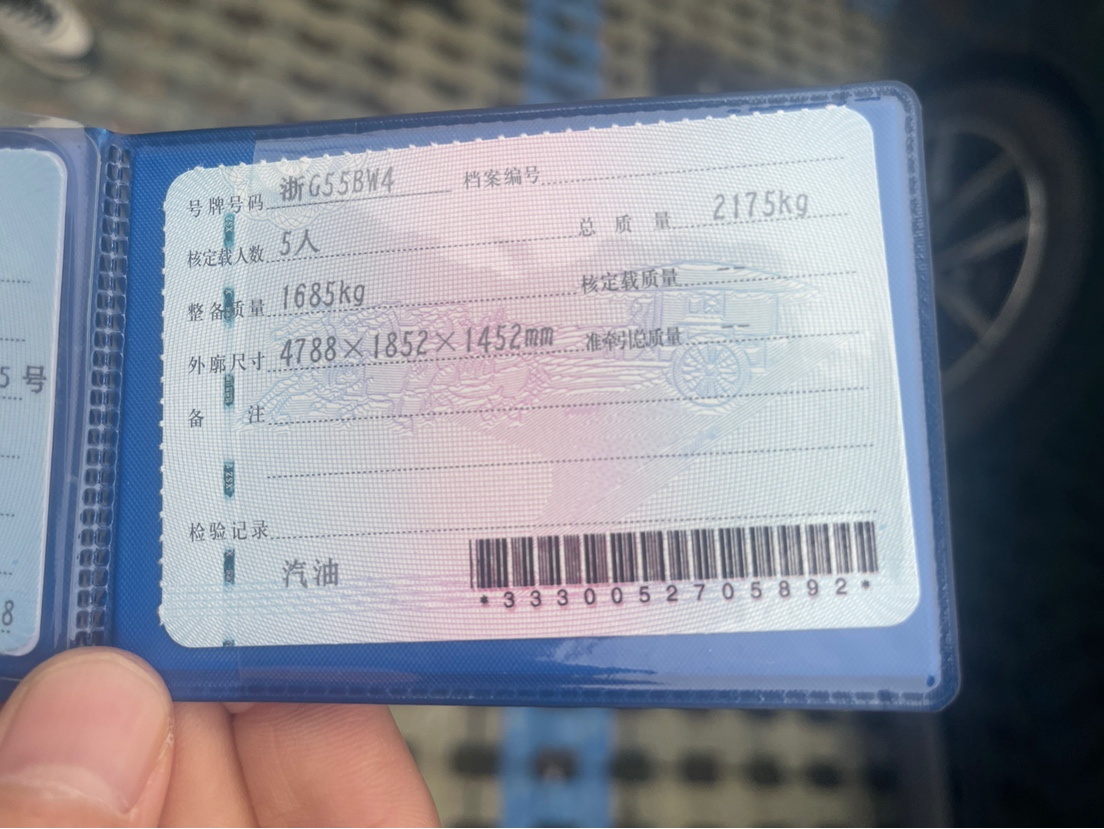 号牌号码 浙G55BW4 档案编号
核定载人数 5人 总质量 2175kg
整备质量 1685kg 核定载质量 --
外廓尺寸 4788×1852×1452mm 准牵引总质量 --
备注
检验记录
汽油
*3330052705892*
5号
8